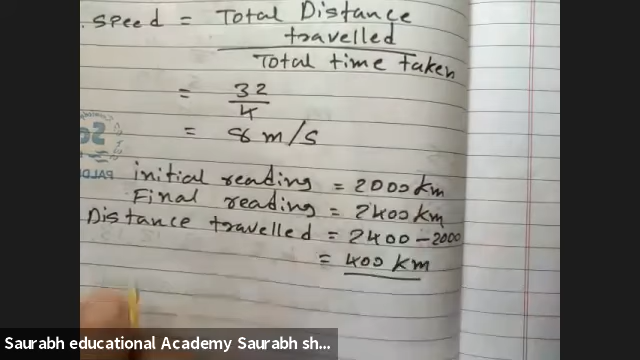 . Speed = Total Distance
travelled
Total time taken
= 32
4
= 8 m/s
initial reading = 2000 km
Final reading = 2400 km
Distance travelled = 2400 - 2000
= 400 km
Saurabh educational Academy Saurabh sh...